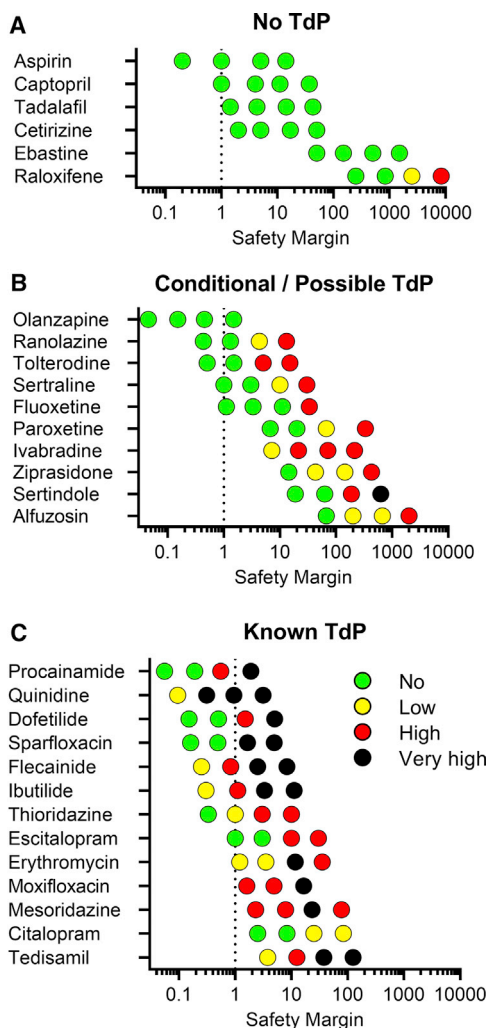 A
No TdP
Aspirin
Captopril
Tadalafil
Cetirizine
Ebastine
Raloxifene
0.1 1 10 100 1000 10000
Safety Margin
B
Conditional / Possible TdP
Olanzapine
Ranolazine
Tolterodine
Sertraline
Fluoxetine
Paroxetine
Ivabradine
Ziprasidone
Sertindole
Alfuzosin
0.1 1 10 100 1000 10000
Safety Margin
C
Known TdP
Procainamide
Quinidine
Dofetilide
Sparfloxacin
Flecainide
Ibutilide
Thioridazine
Escitalopram
Erythromycin
Moxifloxacin
Mesoridazine
Citalopram
Tedisamil
No
Low
High
Very high
0.1 1 10 100 1000 10000
Safety Margin